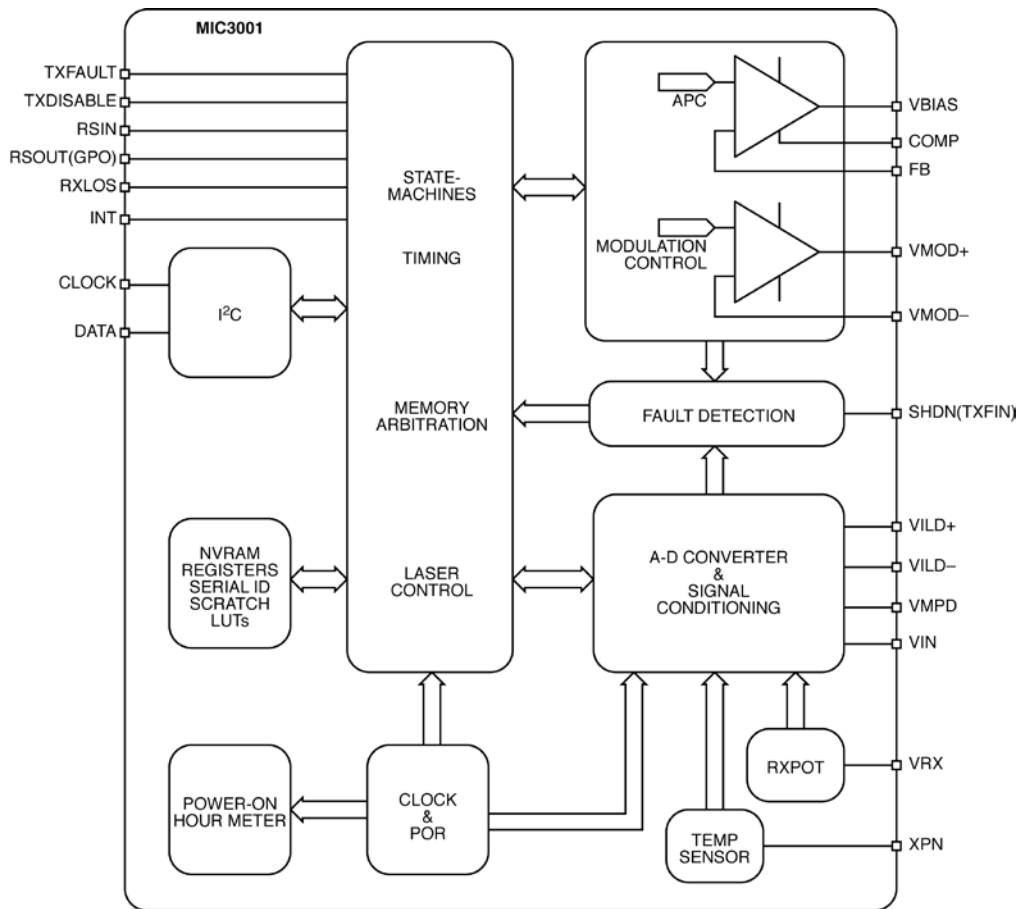 MIC3001
TXFAULT
TXDISABLE
RSIN
RSOUT(GPO)
RXLOS
INT
CLOCK
DATA
I²C
STATE-
MACHINES
TIMING
MEMORY
ARBITRATION
LASER
CONTROL
APC
MODULATION
CONTROL
VBIAS
COMP
FB
VMOD+
VMOD−
FAULT DETECTION
SHDN(TXFIN)
NVRAM
REGISTERS
SERIAL ID
SCRATCH
LUTs
A-D CONVERTER
&
SIGNAL
CONDITIONING
VILD+
VILD−
VMPD
VIN
POWER-ON
HOUR METER
CLOCK
&
POR
RXPOT
VRX
TEMP
SENSOR
XPN